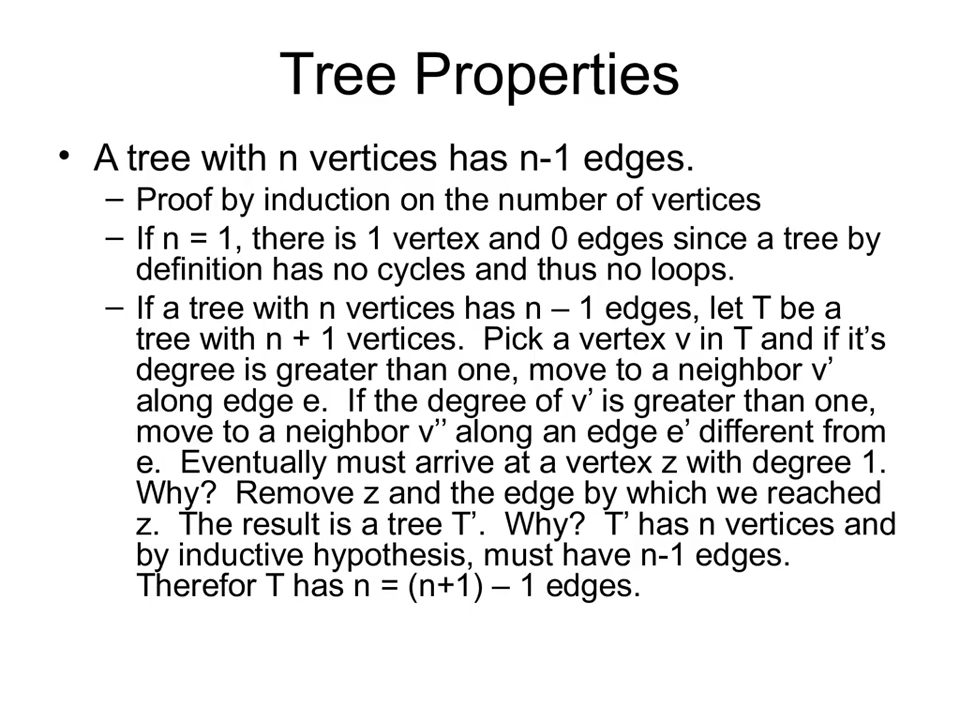 Tree Properties
• A tree with n vertices has n-1 edges.
– Proof by induction on the number of vertices
– If n = 1, there is 1 vertex and 0 edges since a tree by
definition has no cycles and thus no loops.
– If a tree with n vertices has n – 1 edges, let T be a
tree with n + 1 vertices.  Pick a vertex v in T and if it’s
degree is greater than one, move to a neighbor v’
along edge e.  If the degree of v’ is greater than one,
move to a neighbor v’’ along an edge e’ different from
e.  Eventually must arrive at a vertex z with degree 1.
Why?  Remove z and the edge by which we reached
z.  The result is a tree T’.  Why?  T’ has n vertices and
by inductive hypothesis, must have n-1 edges.
Therefor T has n = (n+1) – 1 edges.